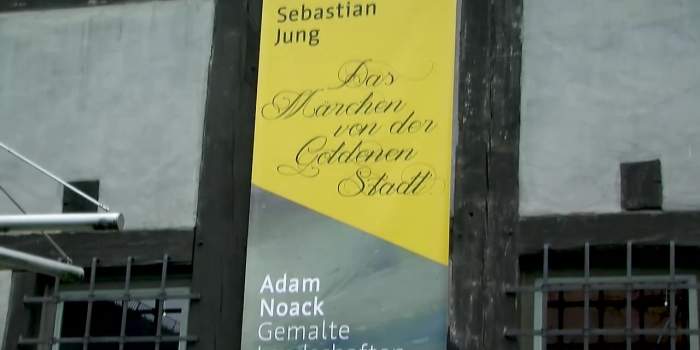 Sebastian
Jung
Das
Märchen
von der
Goldenen
Stadt
Adam
Noack
Gemalte